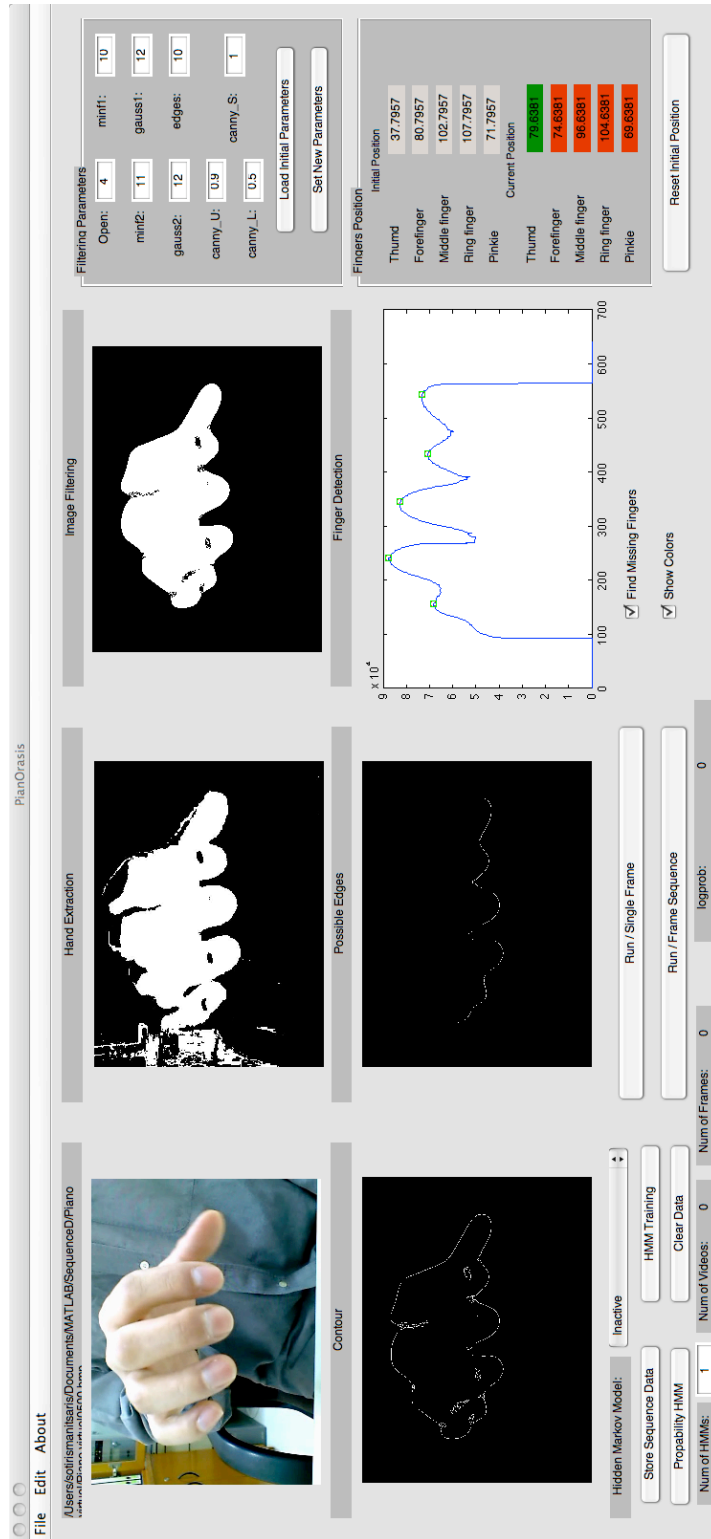 PianOrasis
File Edit About
/Users/sotirismanitsaris/Documents/MATLAB/SequenceD/Piano
virtual/Piano virtual0500.bmp
Hand Extraction
Image Filtering
Filtering Parameters
Open: 4 minf1: 10
minf2: 11 gauss1: 12
gauss2: 12 edges: 10
canny_U: 0.9 canny_S: 1
canny_L: 0.5
Load Initial Parameters
Set New Parameters
Contour
Possible Edges
Finger Detection
x 10⁴
9
8
7
6
5
4
3
2
1
0
0 100 200 300 400 500 600 700
Fingers Position
Initial Position
Thumd 37.7957
Forefinger 80.7957
Middle finger 102.7957
Ring finger 107.7957
Pinkie 71.7957
Current Position
Thumd 79.6381
Forefinger 74.6381
Middle finger 96.6381
Ring finger 104.6381
Pinkie 69.6381
Reset Initial Position
Hidden Markov Model: Inactive
Store Sequence Data HMM Training
Propability HMM Clear Data
Run / Single Frame
Run / Frame Sequence
Find Missing Fingers
Show Colors
Num of HMMs: 1 Num of Videos: 0 Num of Frames: 0 logprob: 0